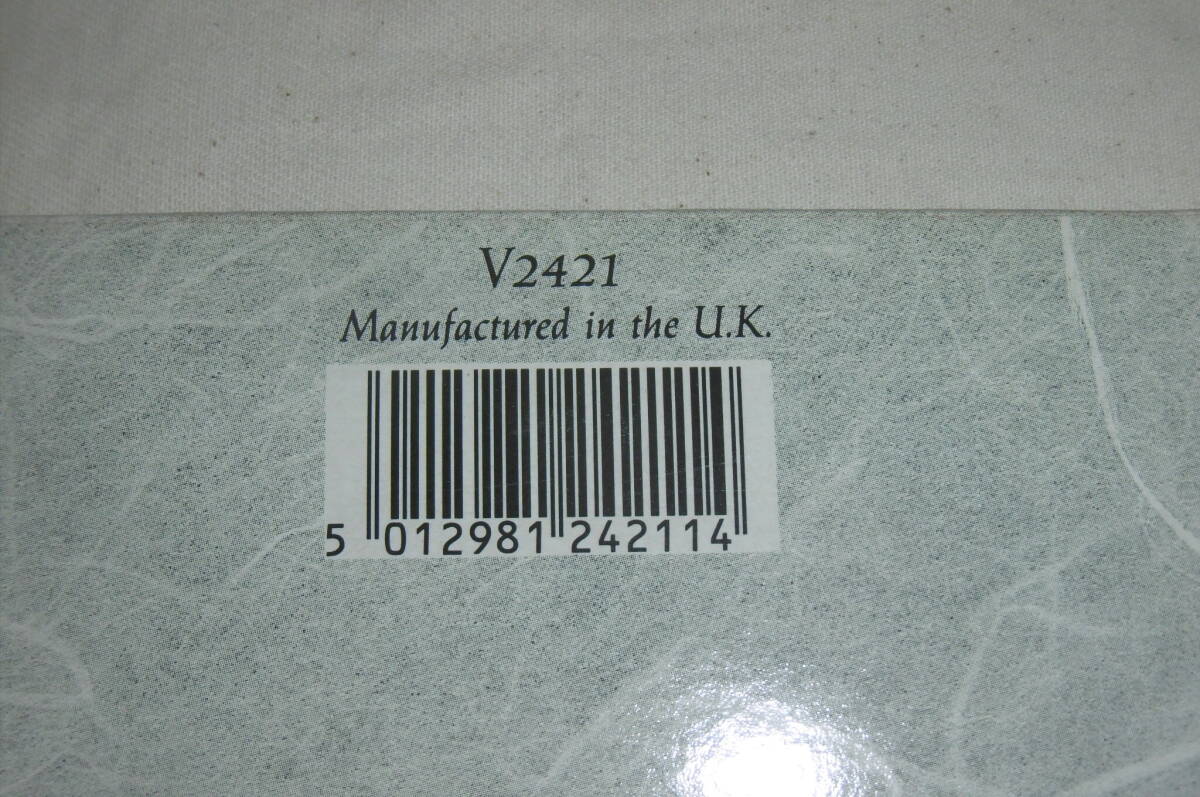 V2421
Manufactured in the U.K.
5 012981 242114